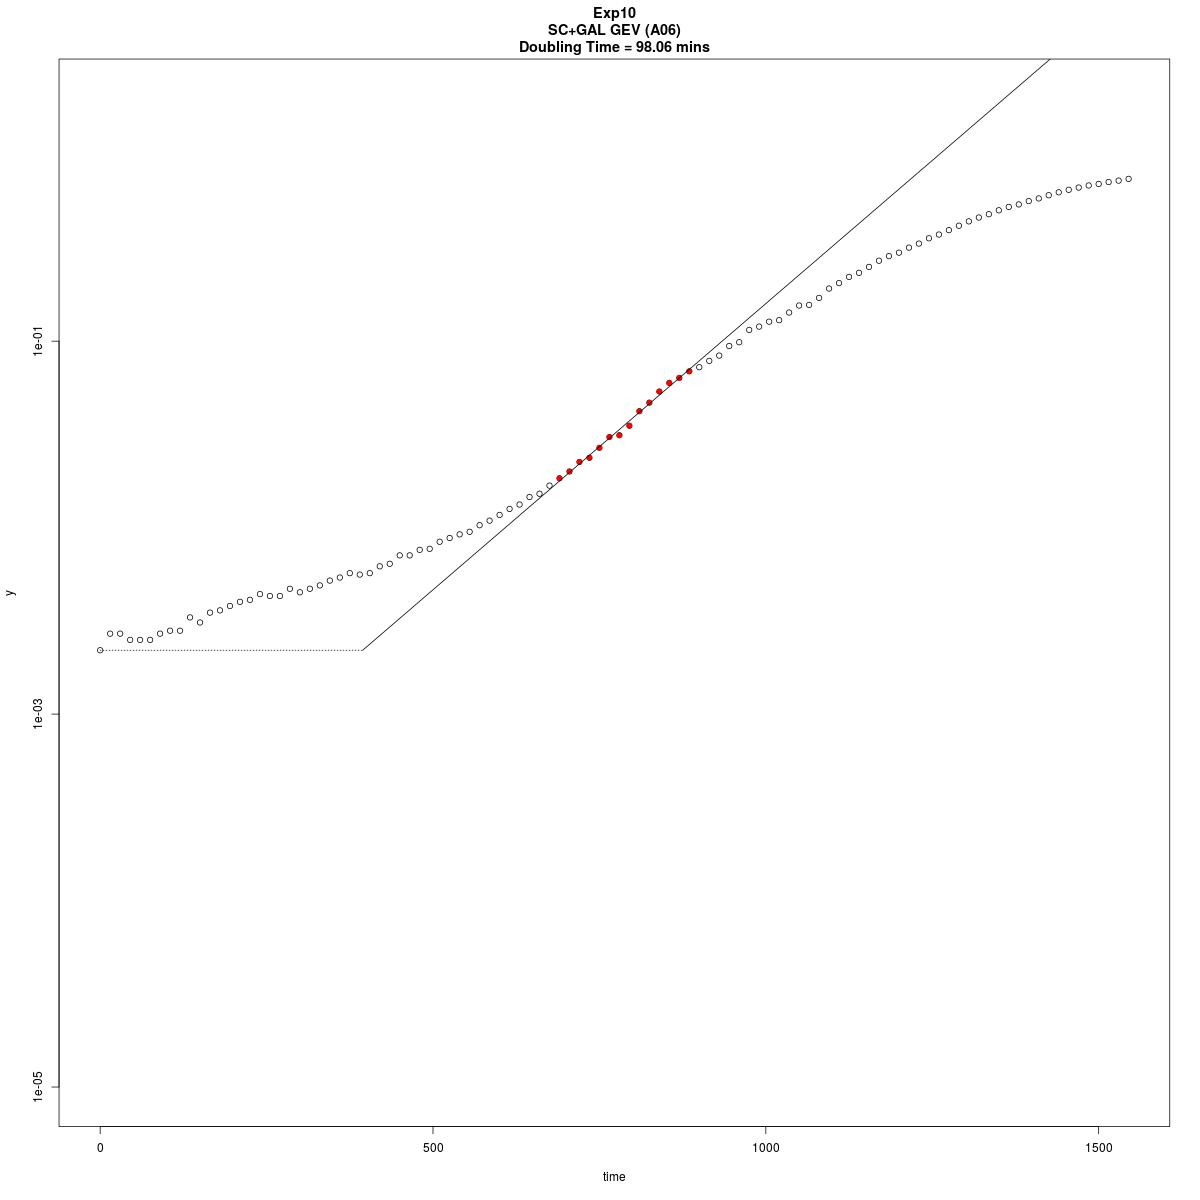 Exp10
SC+GAL GEV (A06)
Doubling Time = 98.06 mins
y
1e-01
1e-03
1e-05
0 500 1000 1500
time